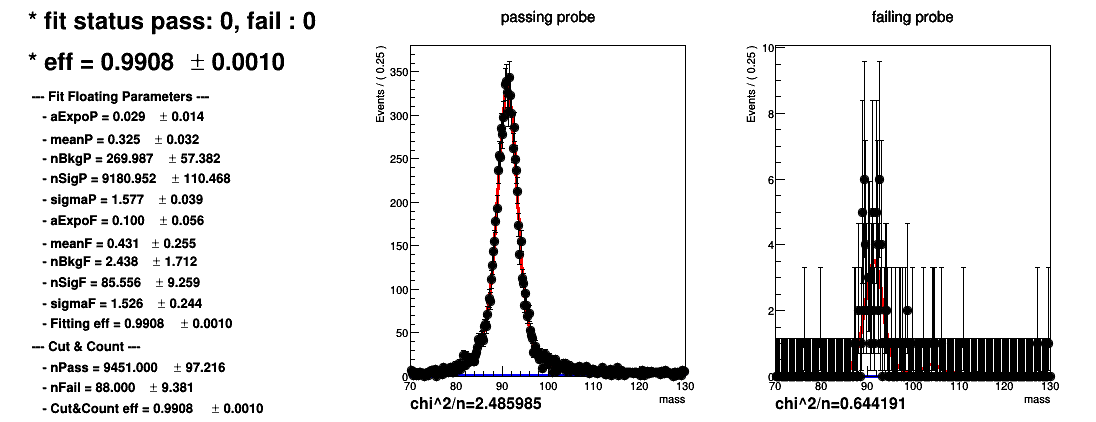 * fit status pass: 0, fail : 0
* eff = 0.9908 ± 0.0010
--- Fit Floating Parameters ---
- aExpoP = 0.029 ± 0.014
- meanP = 0.325 ± 0.032
- nBkgP = 269.987 ± 57.382
- nSigP = 9180.952 ± 110.468
- sigmaP = 1.577 ± 0.039
- aExpoF = 0.100 ± 0.056
- meanF = 0.431 ± 0.255
- nBkgF = 2.438 ± 1.712
- nSigF = 85.556 ± 9.259
- sigmaF = 1.526 ± 0.244
- Fitting eff = 0.9908 ± 0.0010
--- Cut & Count ---
- nPass = 9451.000 ± 97.216
- nFail = 88.000 ± 9.381
- Cut&Count eff = 0.9908 ± 0.0010
passing probe
Events / ( 0.25 )
350
300
250
200
150
100
50
0
70 80 90 100 110 120 130
mass
chi^2/n=2.485985
failing probe
Events / ( 0.25 )
10
8
6
4
2
0
70 80 90 100 110 120 130
mass
chi^2/n=0.644191